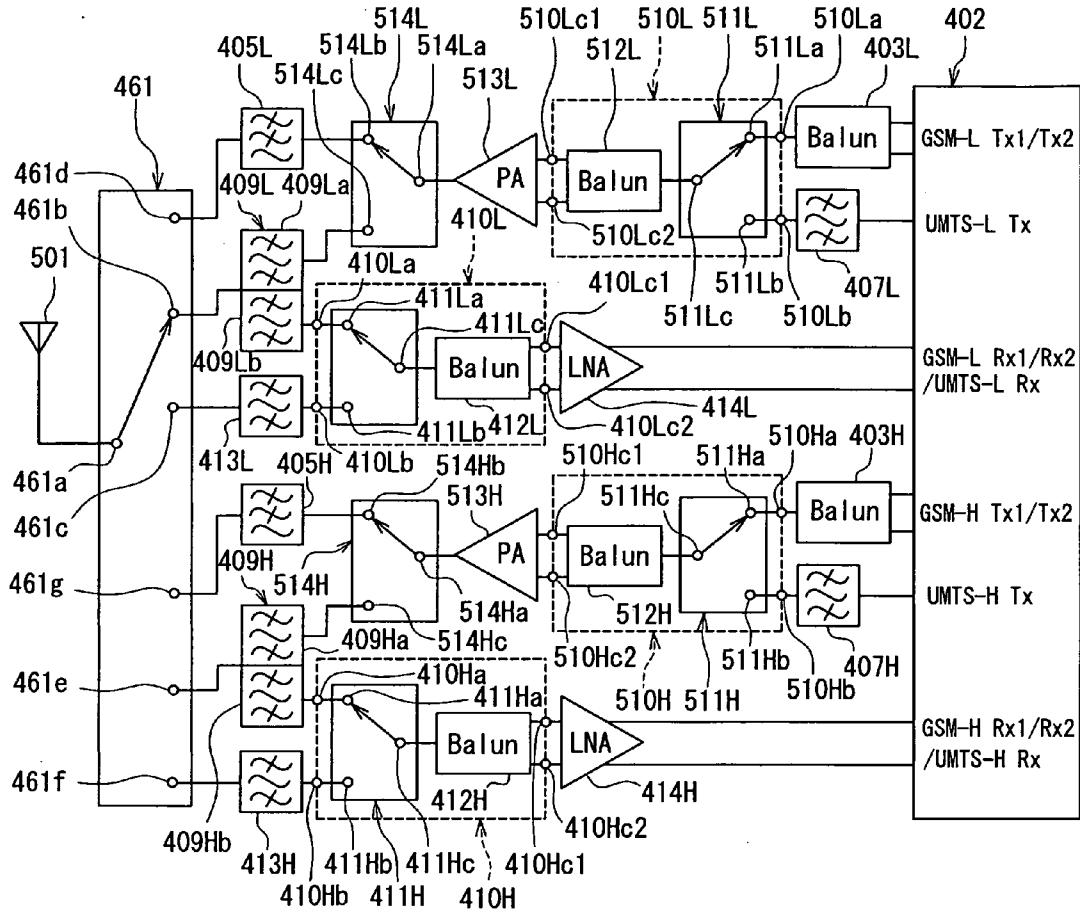 514L 510Lc1 510L 511L 510La 402
405L 514Lb 514La 512L 511La 403L
461 514Lc 513L
Balun GSM-L Tx1/Tx2
461d 409L 409La PA Balun
461b 410L 510Lc2 UMTS-L Tx
501 410La 411La 410Lc1 511Lb 407L
411Lc 511Lc 510Lb
409Lb LNA GSM-L Rx1/Rx2
Balun /UMTS-L Rx
412L 414L
411Lb 410Lc2
413L 410Lb 510Hc1 511Ha 510Ha 403H
461a 405H 514Hb 513H 511Hc
461c Balun GSM-H Tx1/Tx2
409H PA Balun
461g 514H UMTS-H Tx
514Ha 512H
409Ha 514Hc 510Hc2 511Hb 407H
461e 410Ha 411Ha 510H 511H 510Hb
LNA GSM-H Rx1/Rx2
Balun /UMTS-H Rx
461f 412H 414H
409Hb 410Hc2
413H 411Hb 411Hc 410Hc1
410Hb 411H 410H